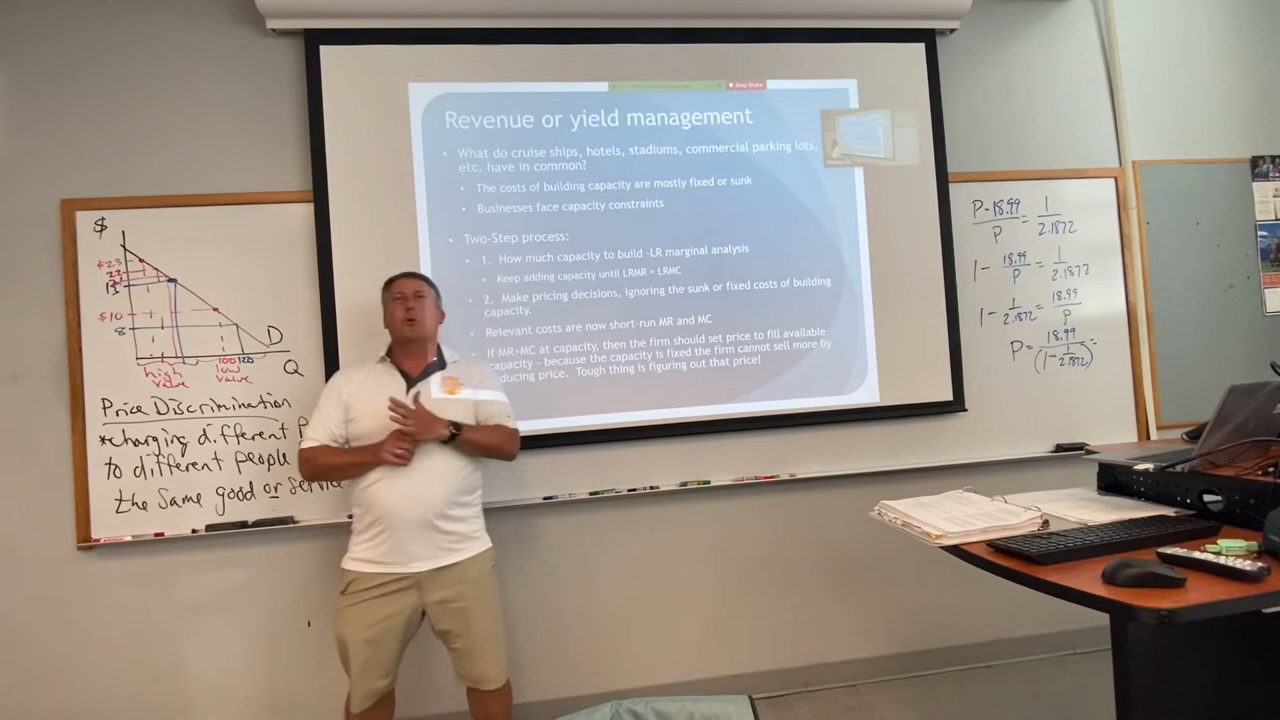 Stop Share
Revenue or yield management
• What do cruise ships, hotels, stadiums, commercial parking lots,
etc. have in common?
• The costs of building capacity are mostly fixed or sunk
• Businesses face capacity constraints
• Two-Step process:
• 1. How much capacity to build -LR marginal analysis
• Keep adding capacity until LRMR = LRMC
• 2. Make pricing decisions, ignoring the sunk or fixed costs of building
capacity.
Relevant costs are now short-run MR and MC
If MR>MC at capacity, then the firm should set price to fill available
capacity - because the capacity is fixed the firm cannot sell more by
price. Tough thing is figuring out that price!
$
$23
22
$10
8
D
100 120
Q
high
value
low
value
Price Discrimination
*charging different P
to different people
the same good or service
P-18.99/P = 1/2.1872
1 - 18.99/P = 1/2.1872
1 - 1/2.1872 = 18.99/P
P = 18.99/(1 - 1/2.1872) =